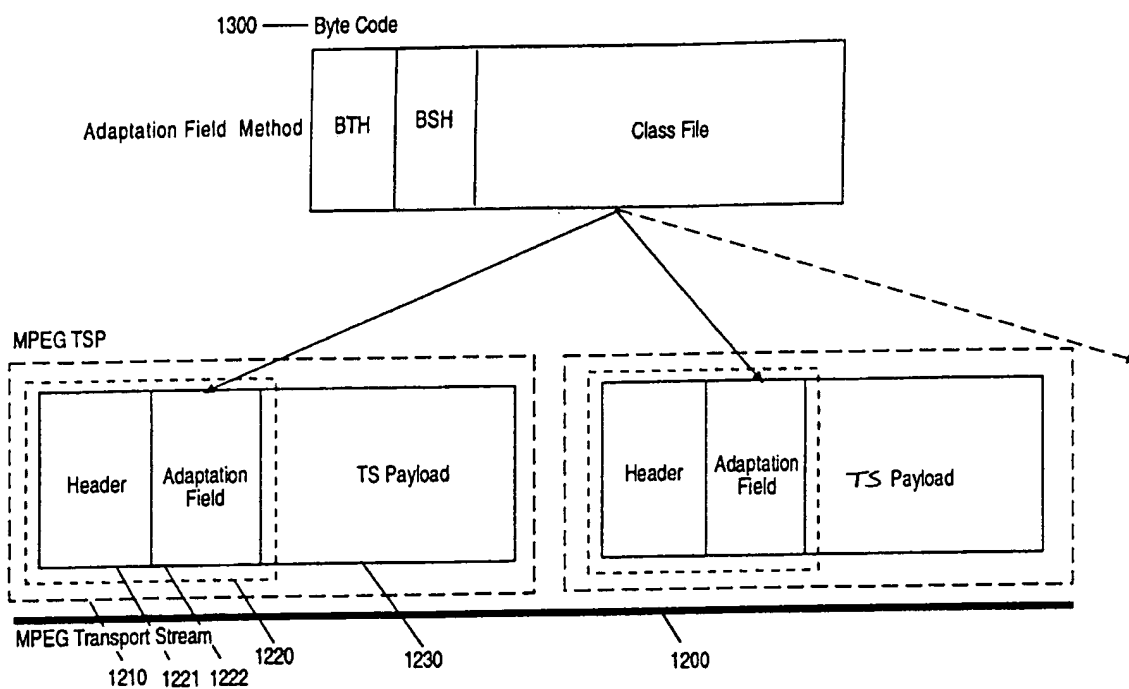 1300 Byte Code
Adaptation Field Method
BTH
BSH
Class File
MPEG TSP
Header
Adaptation
Field
TS Payload
Header
Adaptation
Field
TS Payload
MPEG Transport Stream
1210
1221
1222
1220
1230
1200